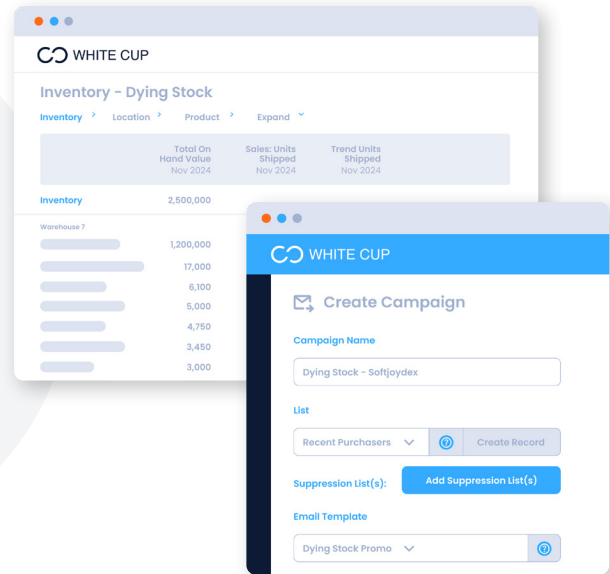 WHITE CUP
Inventory - Dying Stock
Inventory Location Product Expand
Total On Hand Value Nov 2024
Sales: Units Shipped Nov 2024
Trend Units Shipped Nov 2024
Inventory 2,500,000
Warehouse 7
1,200,000
17,000
6,100
5,000
4,750
3,450
3,000
WHITE CUP
Create Campaign
Campaign Name
Dying Stock - Softjoydex
List
Recent Purchasers ? Create Record
Suppression List(s): Add Suppression List(s)
Email Template
Dying Stock Promo ?